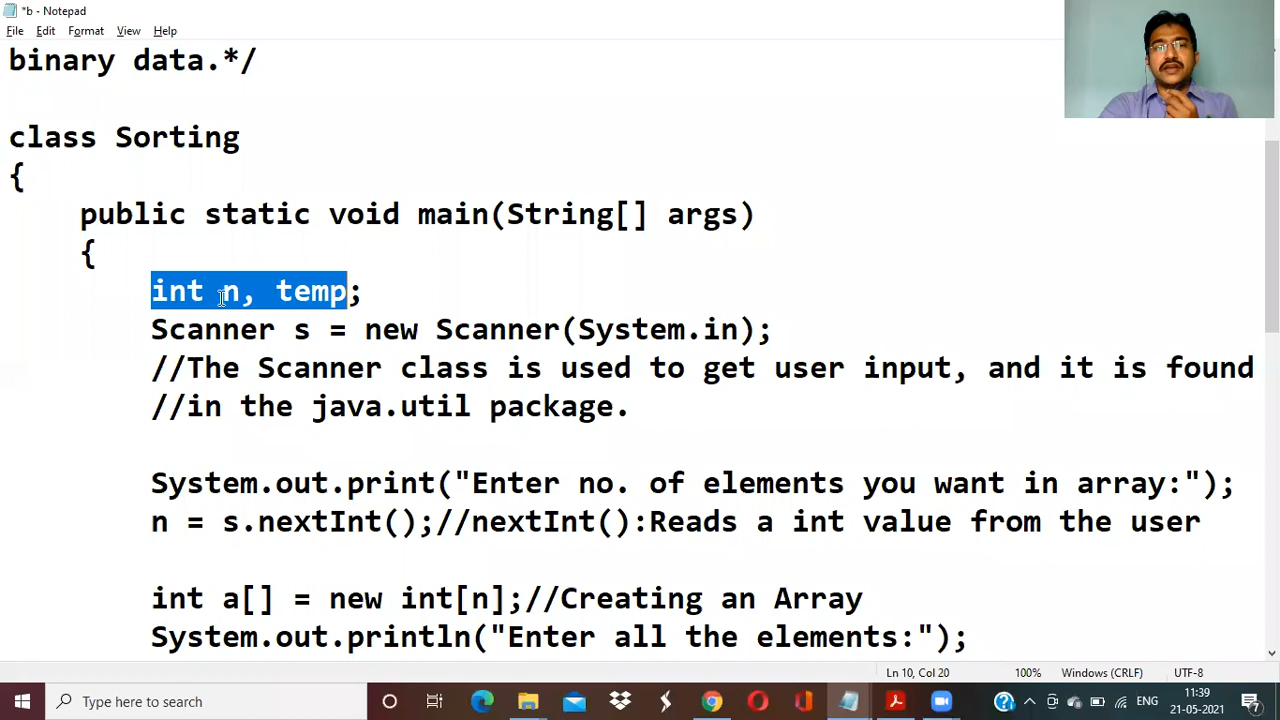 *b - Notepad
File Edit Format View Help
binary data.*/
class Sorting
{
public static void main(String[] args)
{
int n, temp;
Scanner s = new Scanner(System.in);
//The Scanner class is used to get user input, and it is found
//in the java.util package.
System.out.print("Enter no. of elements you want in array:");
n = s.nextInt();//nextInt():Reads a int value from the user
int a[] = new int[n];//Creating an Array
System.out.println("Enter all the elements:");
Ln 10, Col 20 100% Windows (CRLF) UTF-8
Type here to search
ENG
11:39
21-05-2021
7